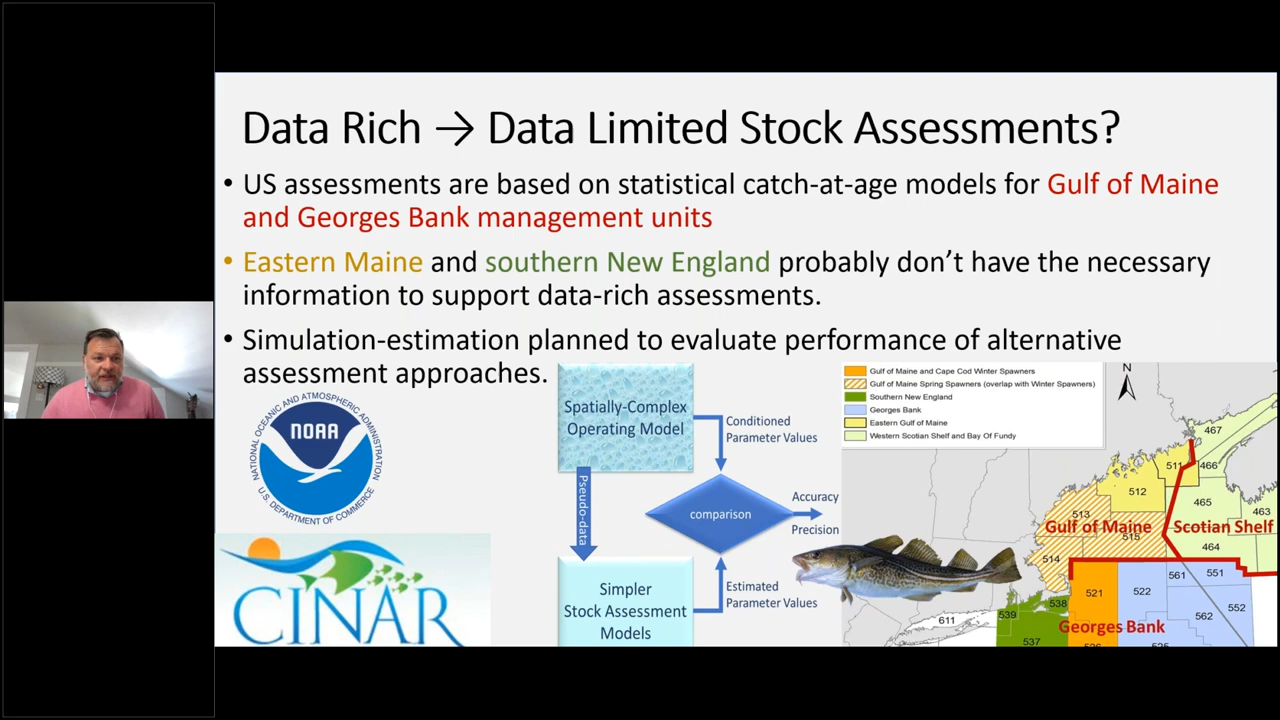 Data Rich → Data Limited Stock Assessments?
• US assessments are based on statistical catch-at-age models for Gulf of Maine
and Georges Bank management units
• Eastern Maine and southern New England probably don’t have the necessary
information to support data-rich assessments.
• Simulation-estimation planned to evaluate performance of alternative
assessment approaches.
NATIONAL OCEANIC AND ATMOSPHERIC ADMINISTRATION
NOAA
U.S. DEPARTMENT OF COMMERCE
CINAR
Spatially-Complex
Operating Model
Conditioned
Parameter Values
Pseudo-data
comparison
Accuracy
Precision
Simpler
Stock Assessment
Models
Estimated
Parameter Values
Gulf of Maine and Cape Cod Winter Spawners
Gulf of Maine Spring Spawners (overlap with Winter Spawners)
Southern New England
Georges Bank
Eastern Gulf of Maine
Western Scotian Shelf and Bay Of Fundy
N
467
511
466
512
465
513
463
Gulf of Maine
Scotian Shelf
515
464
514
561
551
521
522
538
552
539
562
611
Georges Bank
537